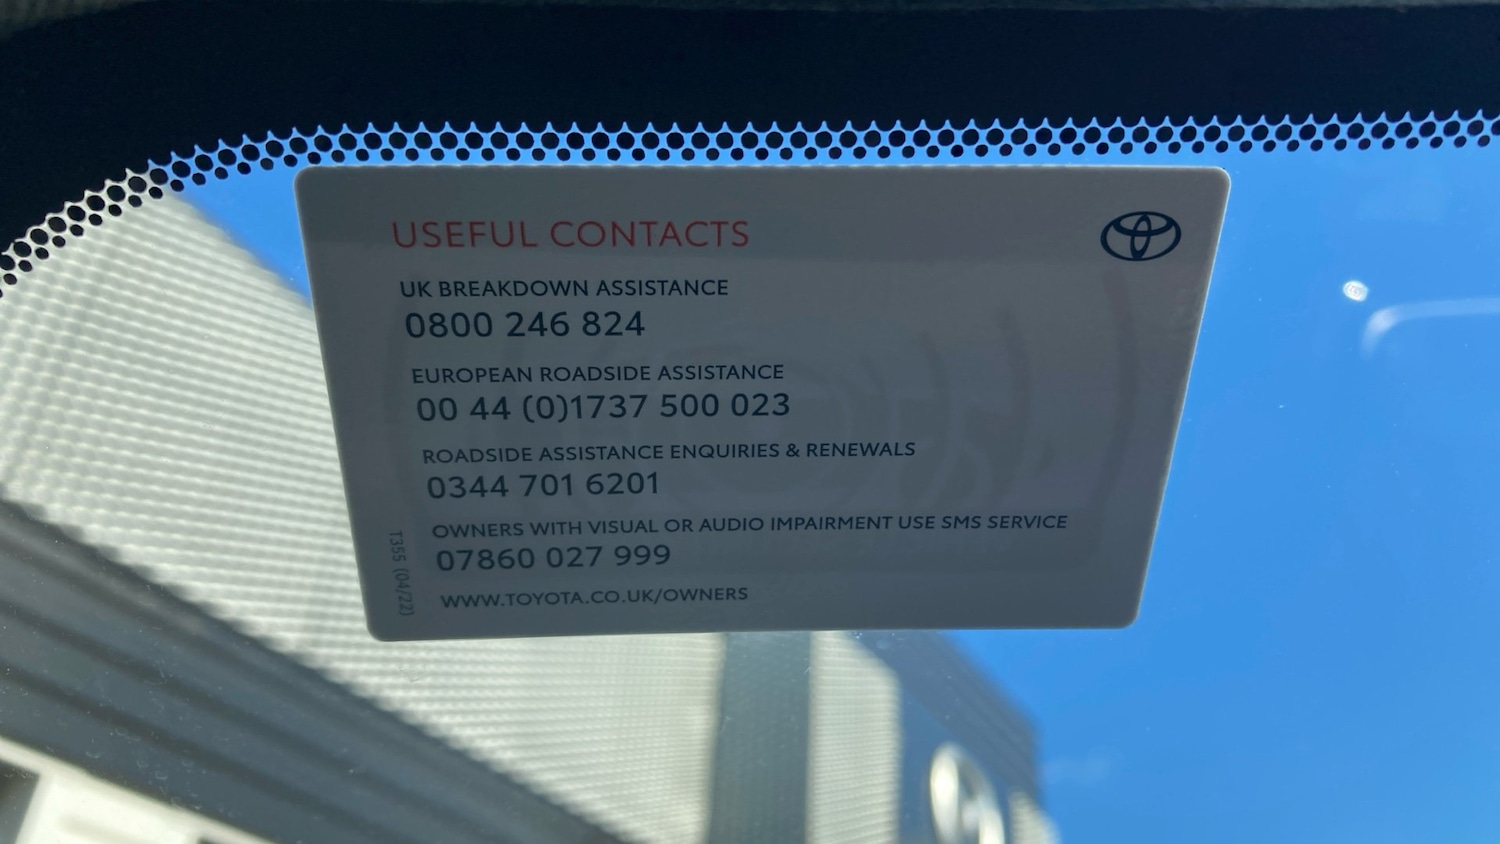 USEFUL CONTACTS
UK BREAKDOWN ASSISTANCE
0800 246 824
EUROPEAN ROADSIDE ASSISTANCE
00 44 (0)1737 500 023
ROADSIDE ASSISTANCE ENQUIRIES & RENEWALS
0344 701 6201
OWNERS WITH VISUAL OR AUDIO IMPAIRMENT USE SMS SERVICE
07860 027 999
WWW.TOYOTA.CO.UK/OWNERS
T355 (04/22)